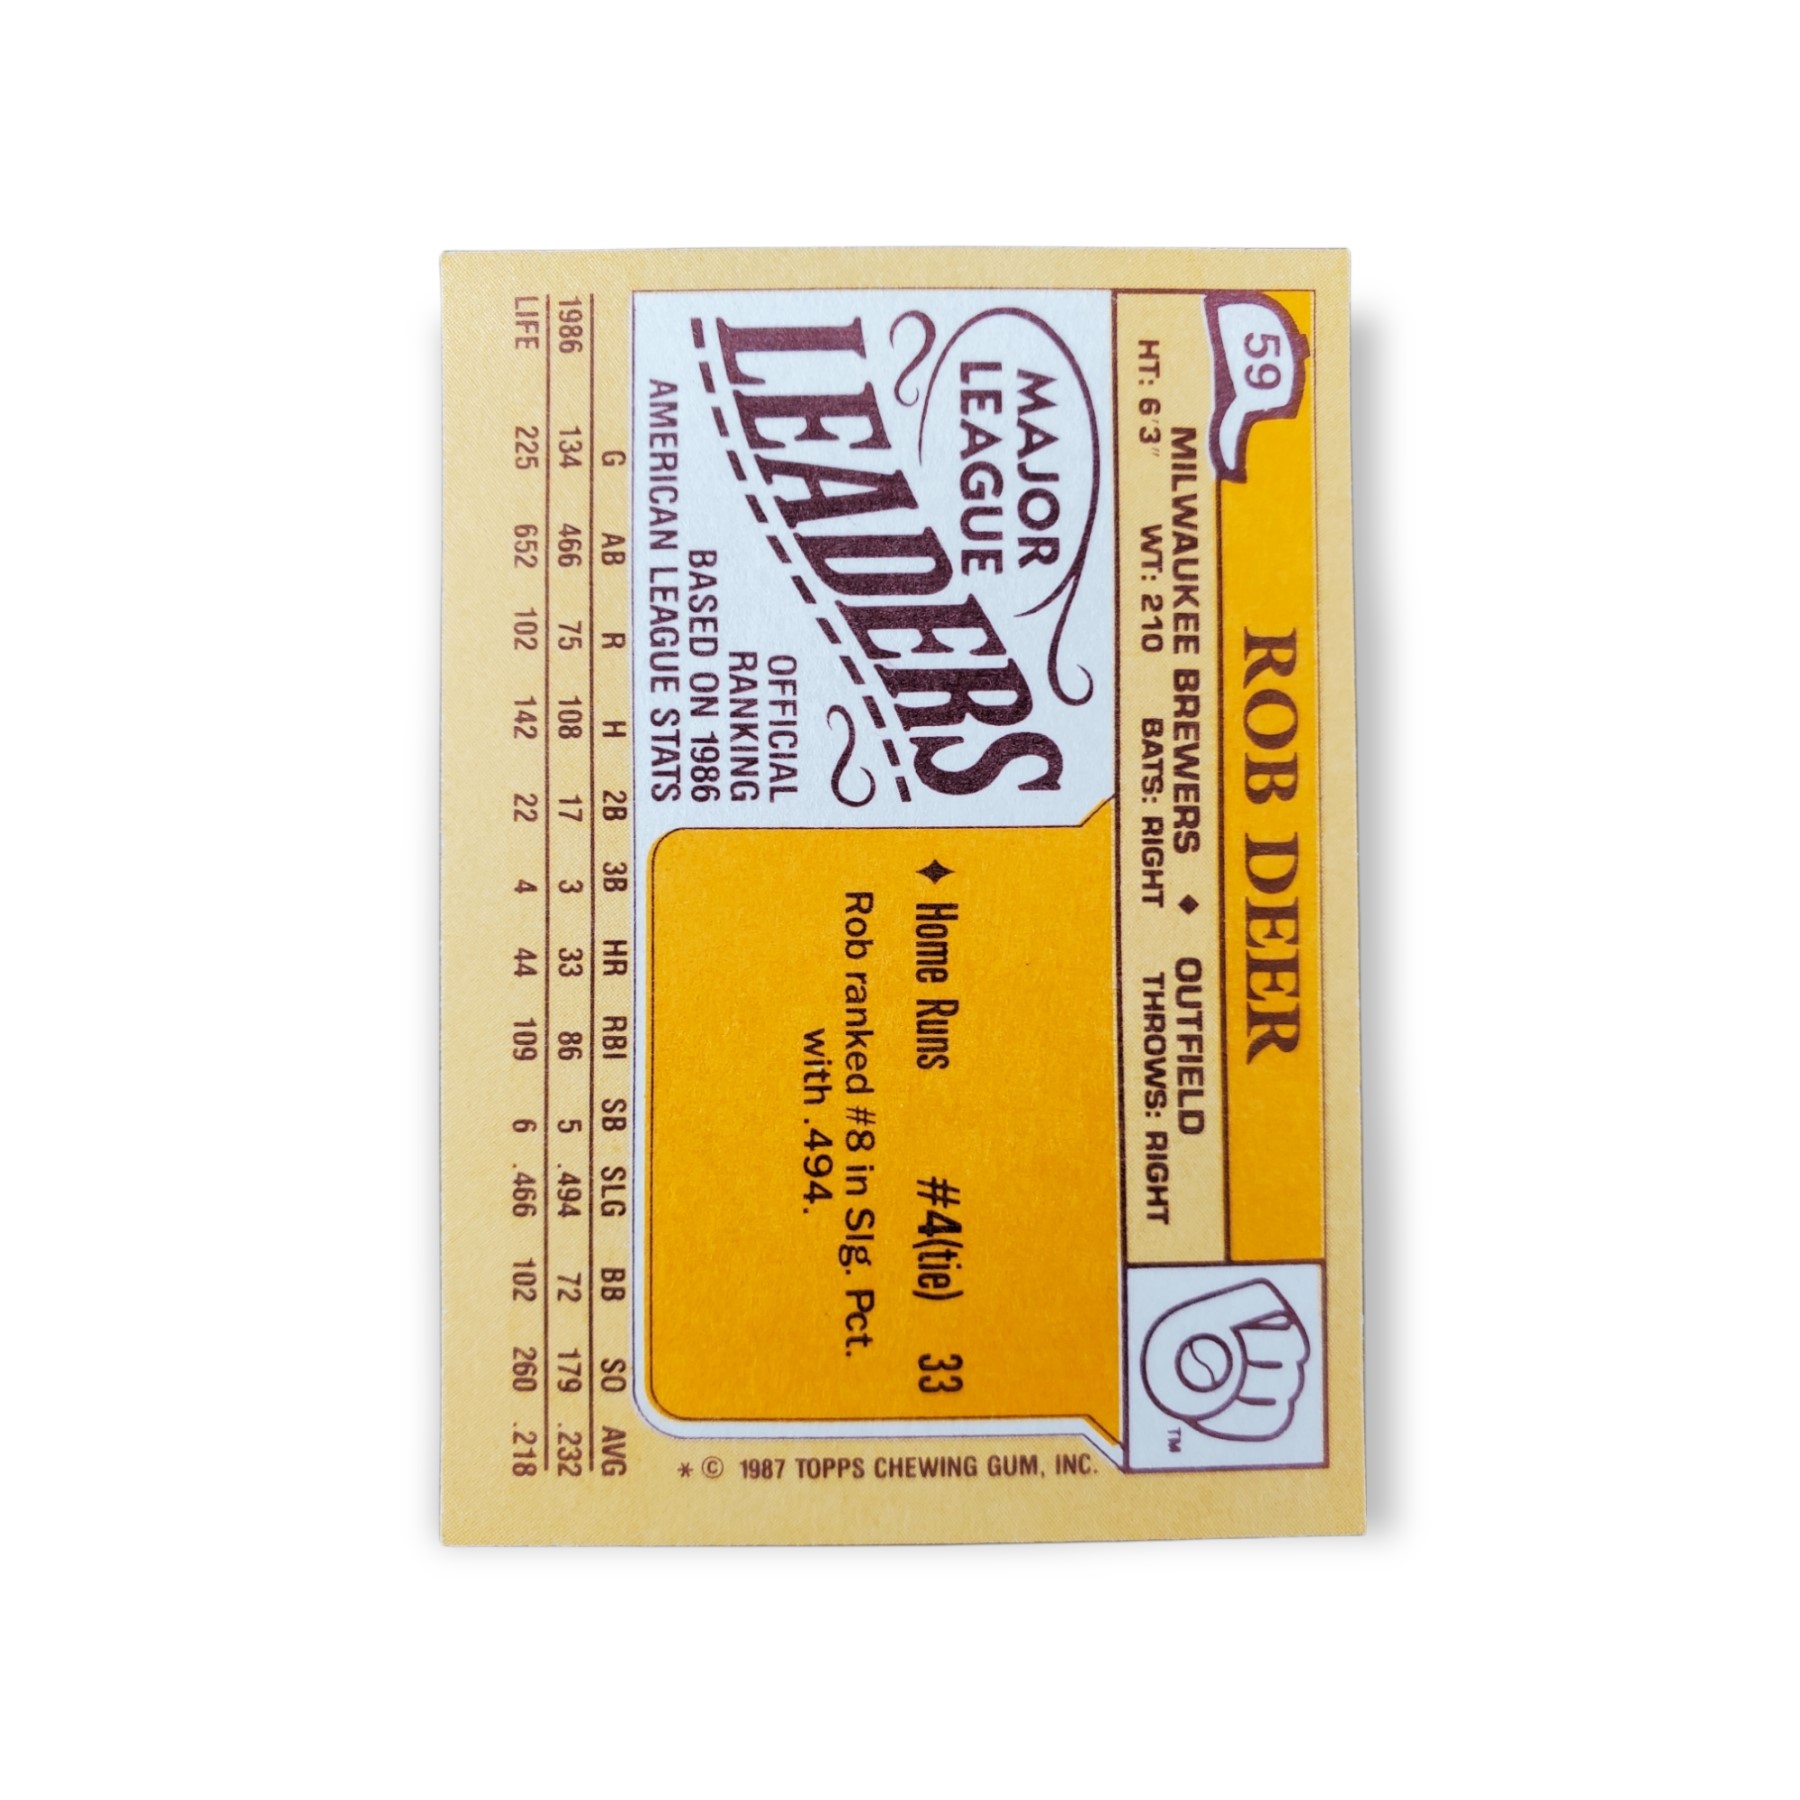 59
ROB DEER
MILWAUKEE BREWERS ♦ OUTFIELD
HT: 6'3" WT: 210 BATS: RIGHT THROWS: RIGHT
TM
MAJOR
LEAGUE
LEADERS
OFFICIAL
RANKING
BASED ON 1986
AMERICAN LEAGUE STATS
♦ Home Runs #4(tie) 33
Rob ranked #8 in Slg. Pct.
with .494.
* © 1987 TOPPS CHEWING GUM, INC.
G AB R H 2B 3B HR RBI SB SLG BB SO AVG
1986 134 466 75 108 17 3 33 86 5 .494 72 179 .232
LIFE 225 652 102 142 22 4 44 109 6 .466 102 260 .218